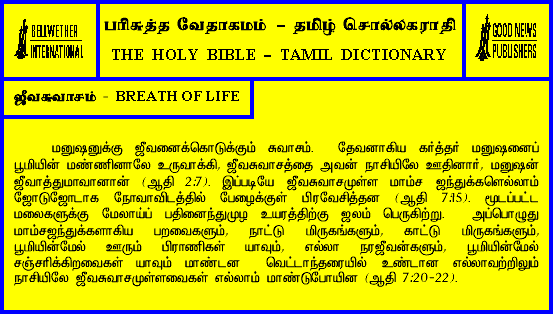 BELLWETHER
INTERNATIONAL
பரிசுத்த வேதாகமம் – தமிழ் சொல்லகராதி
THE HOLY BIBLE – TAMIL DICTIONARY
GOOD NEWS
PUBLISHERS
ஜீவசுவாசம் - BREATH OF LIFE
மனுஷனுக்கு ஜீவனைக்கொடுக்கும் சுவாசம். தேவனாகிய கர்த்தர் மனுஷனைப்
பூமியின் மண்ணினாலே உருவாக்கி, ஜீவசுவாசத்தை அவன் நாசியிலே ஊதினார், மனுஷன்
ஜீவாத்துமாவானான் (ஆதி 2:7). இப்படியே ஜீவசுவாசமுள்ள மாம்ச ஜந்துக்களெல்லாம்
ஜோடுஜோடாக நோவாவிடத்தில் பேழைக்குள் பிரவேசித்தன (ஆதி 7:15). மூடப்பட்ட
மலைகளுக்கு மேலாய்ப் பதினைந்துமுழ உயரத்திற்கு ஜலம் பெருகிற்று. அப்பொழுது
மாம்சஜந்துக்களாகிய பறவைகளும், நாட்டு மிருகங்களும், காட்டு மிருகங்களும்,
பூமியின்மேல் ஊரும் பிராணிகள் யாவும், எல்லா நரஜீவன்களும், பூமியின்மேல்
சஞ்சரிக்கிறவைகள் யாவும் மாண்டன வெட்டாந்தரையில் உண்டான எல்லாவற்றிலும்
நாசியிலே ஜீவசுவாசமுள்ளவைகள் எல்லாம் மாண்டுபோயின (ஆதி 7:20-22).